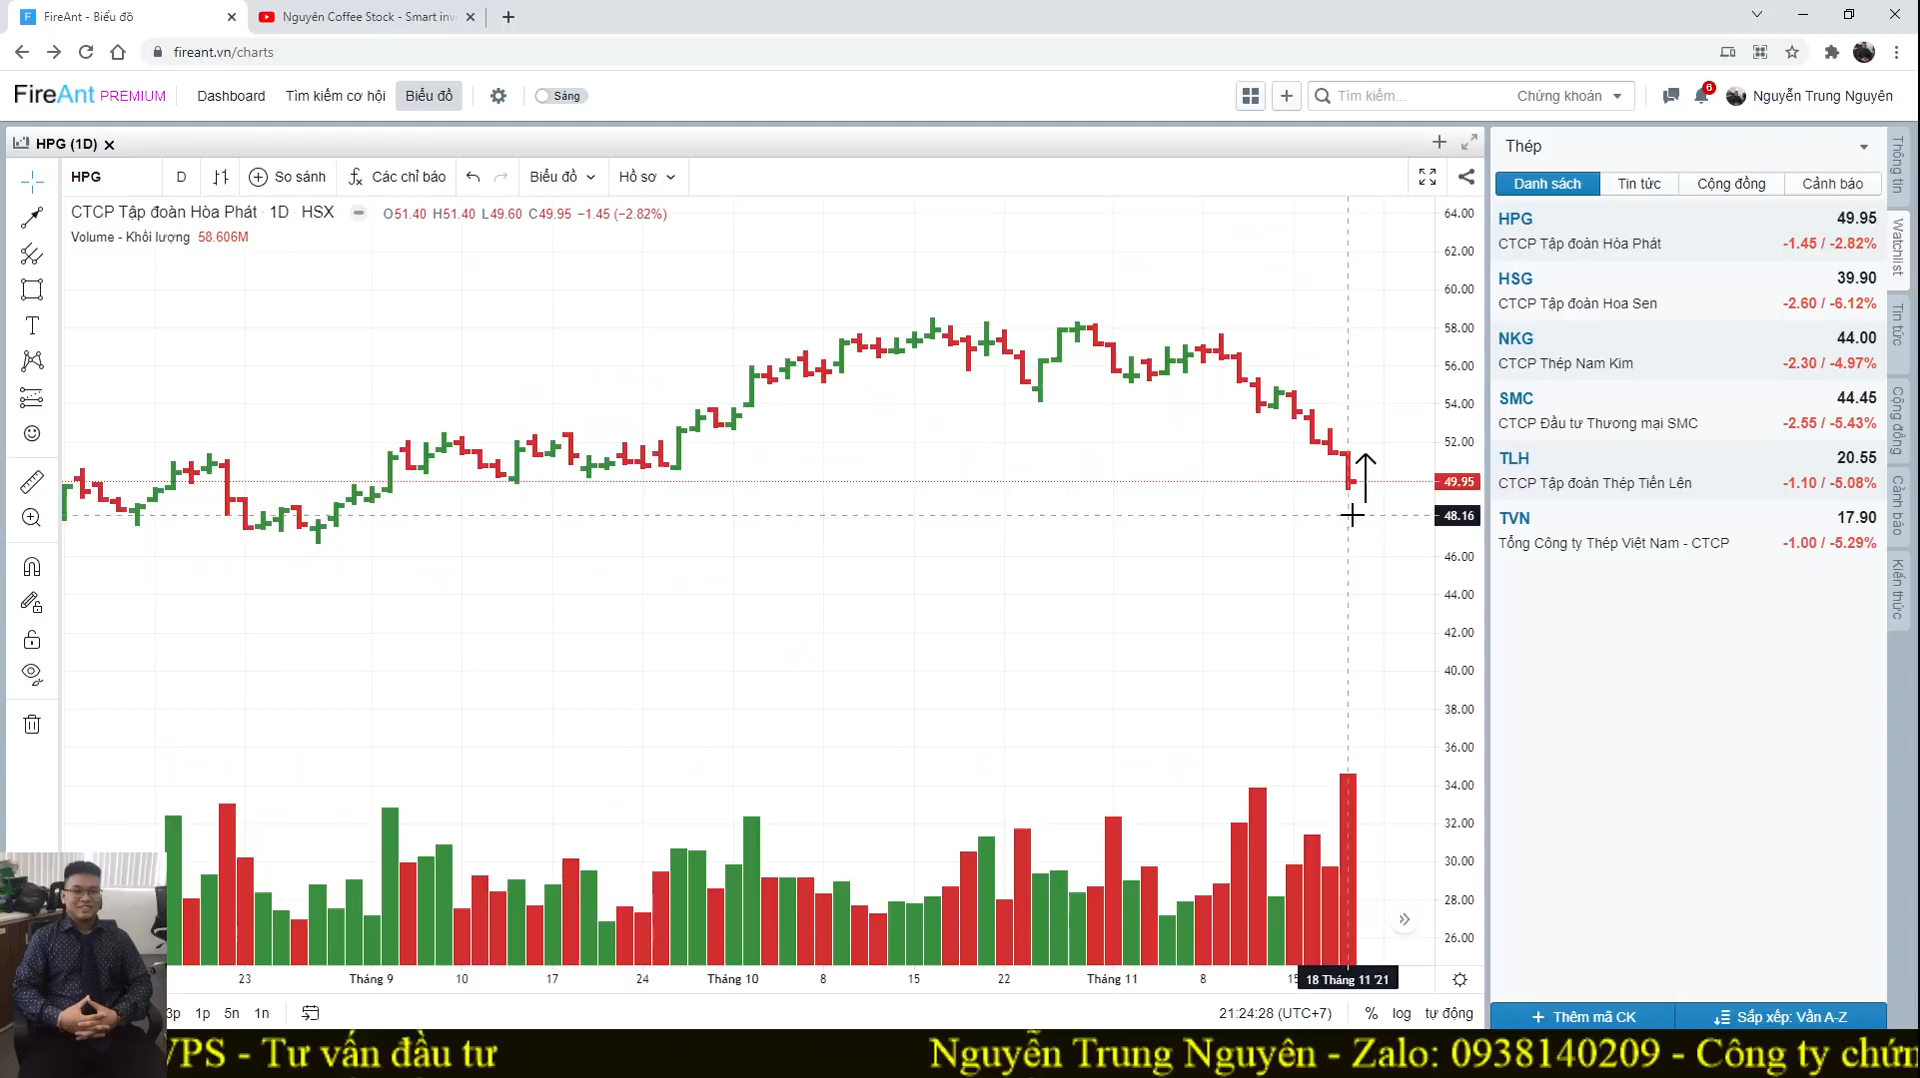 FireAnt - Biểu đồ
Nguyên Coffee Stock - Smart inv
fireant.vn/charts
FireAnt PREMIUM
Dashboard
Tìm kiếm cơ hội
Biểu đồ
Sáng
Tìm kiếm...
Chứng khoán
6
Nguyễn Trung Nguyên
HPG (1D)
HPG
D
So sánh
Các chỉ báo
Biểu đồ
Hồ sơ
CTCP Tập đoàn Hòa Phát · 1D · HSX
O51.40 H51.40 L49.60 C49.95 −1.45 (−2.82%)
Volume - Khối lượng 58.606M
64.00
62.00
60.00
58.00
56.00
54.00
52.00
49.95
48.16
46.00
44.00
42.00
40.00
38.00
36.00
34.00
32.00
30.00
28.00
26.00
23
Tháng 9
10
17
24
Tháng 10
8
15
22
Tháng 11
8
15
18 Tháng 11 '21
3p
1p
5n
1n
21:24:28 (UTC+7)
%
log
tự động
Thép
Danh sách
Tin tức
Cộng đồng
Cảnh báo
HPG 49.95
CTCP Tập đoàn Hòa Phát -1.45 / -2.82%
HSG 39.90
CTCP Tập đoàn Hoa Sen -2.60 / -6.12%
NKG 44.00
CTCP Thép Nam Kim -2.30 / -4.97%
SMC 44.45
CTCP Đầu tư Thương mại SMC -2.55 / -5.43%
TLH 20.55
CTCP Tập đoàn Thép Tiến Lên -1.10 / -5.08%
TVN 17.90
Tổng Công ty Thép Việt Nam - CTCP -1.00 / -5.29%
Thêm mã CK
Sắp xếp: Vần A-Z
Thông tin
Watchlist
Tin tức
Cộng đồng
Cảnh báo
Kiến thức
VPS - Tư vấn đầu tư
Nguyễn Trung Nguyên - Zalo: 0938140209 - Công ty chứn